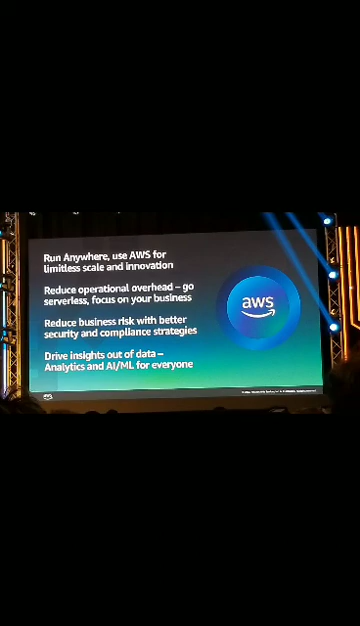 Run Anywhere, use AWS for
limitless scale and innovation
Reduce operational overhead – go
serverless, focus on your business
Reduce business risk with better
security and compliance strategies
Drive insights out of data –
Analytics and AI/ML for everyone
aws
aws